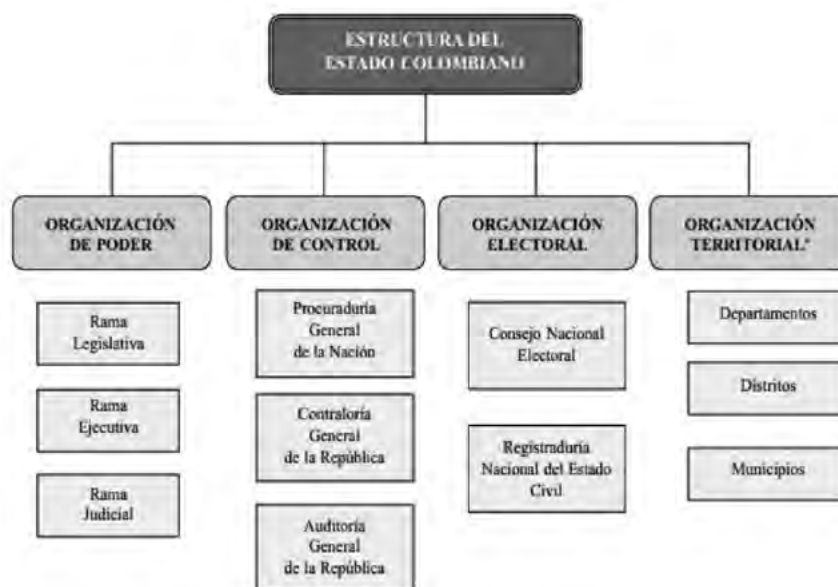 ESTRUCTURA DEL
ESTADO COLOMBIANO
ORGANIZACIÓN
DE PODER
Rama
Legislativa
Rama
Ejecutiva
Rama
Judicial
ORGANIZACIÓN
DE CONTROL
Procuraduría
General
de la Nación
Contraloría
General
de la República
Auditoría
General
de la República
ORGANIZACIÓN
ELECTORAL
Consejo Nacional
Electoral
Registraduría
Nacional del Estado
Civil
ORGANIZACIÓN
TERRITORIAL*
Departamentos
Distritos
Municipios